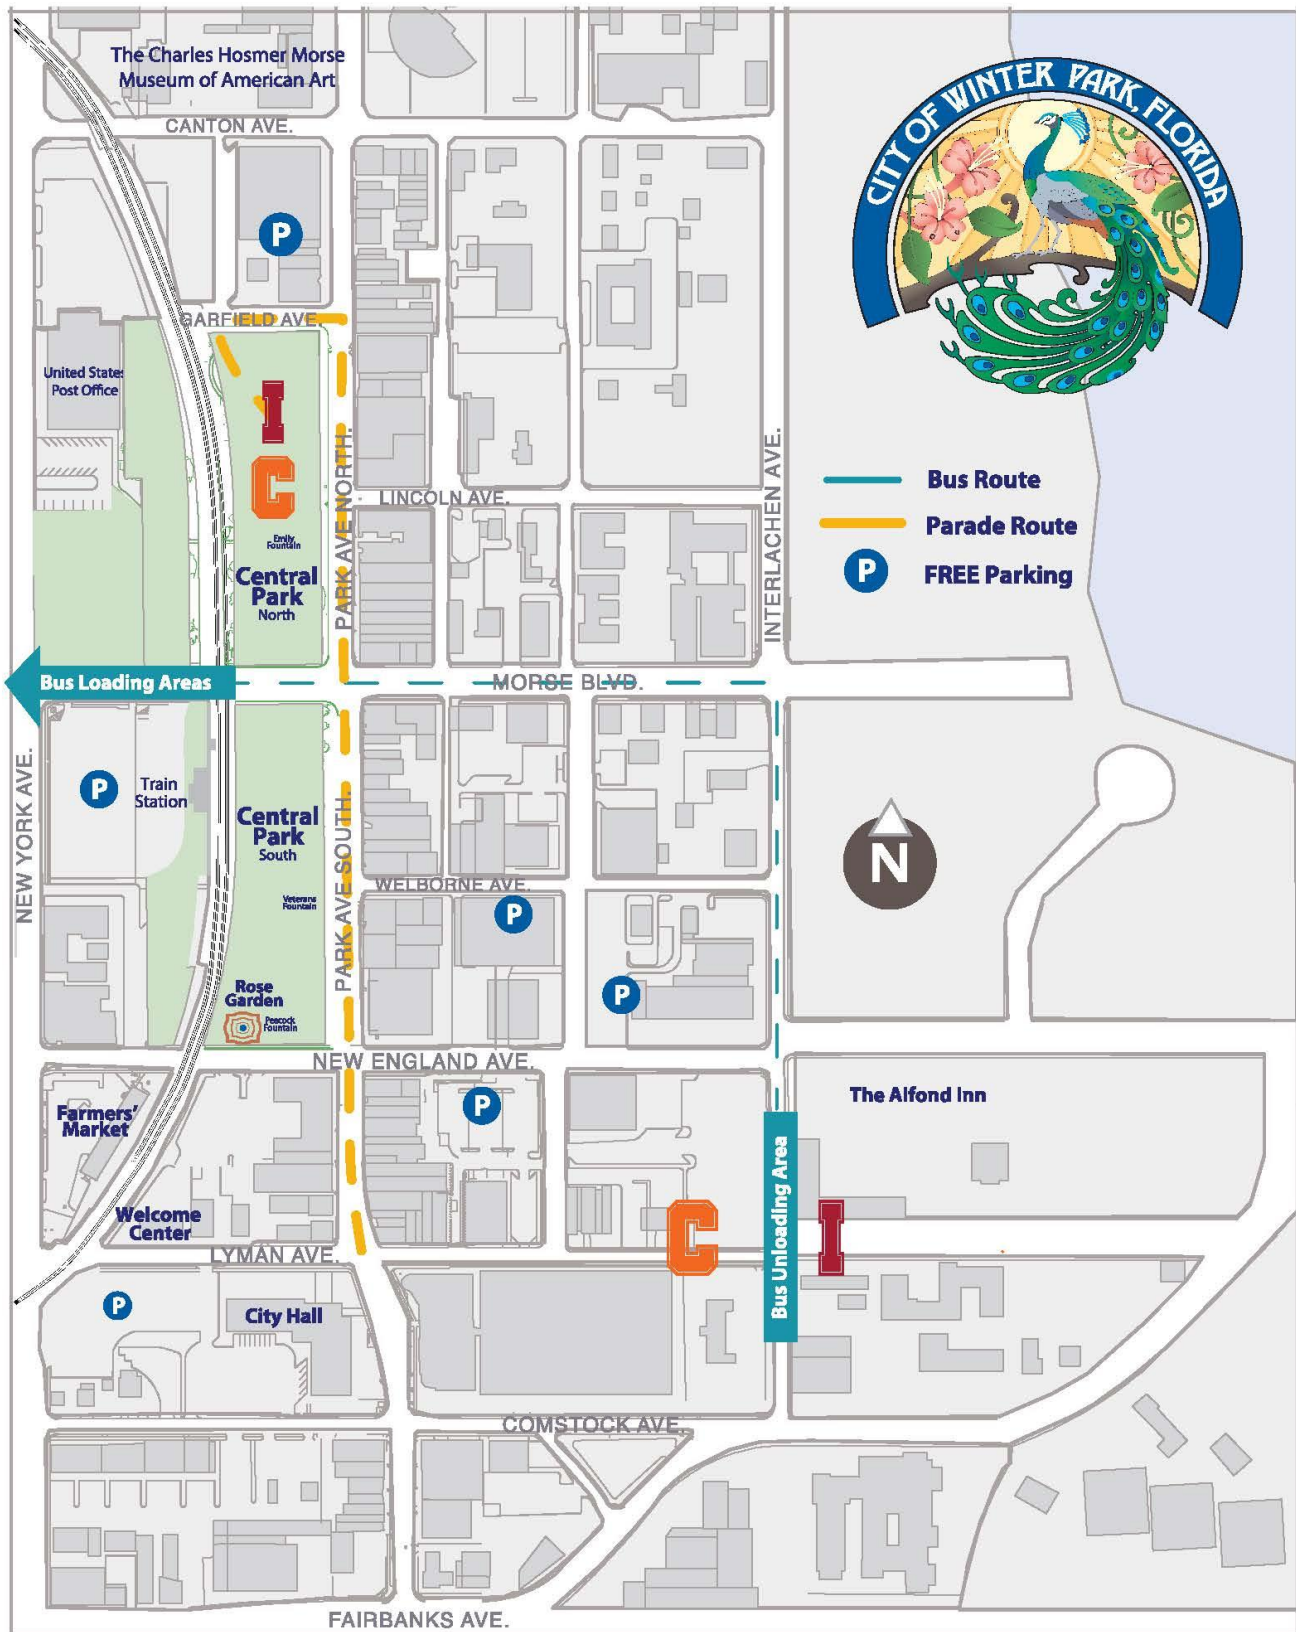 The Charles Hosmer Morse
Museum of American Art
CANTON AVE.
CITY OF WINTER PARK, FLORIDA
P
GARFIELD AVE.
United States
Post Office
I
C
PARK AVE NORTH.
LINCOLN AVE.
INTERLACHEN AVE.
Bus Route
Parade Route
P
FREE Parking
Emily
Fountain
Central
Park
North
Bus Loading Areas
MORSE BLVD.
NEW YORK AVE.
P
Train
Station
Central
Park
South
PARK AVE SOUTH.
N
WELBORNE AVE.
Veterans
Fountain
P
P
Rose
Garden
Peacock
Fountain
NEW ENGLAND AVE.
Farmers'
Market
P
The Alfond Inn
Bus Unloading Area
Welcome
Center
C
I
LYMAN AVE.
P
City Hall
COMSTOCK AVE.
FAIRBANKS AVE.